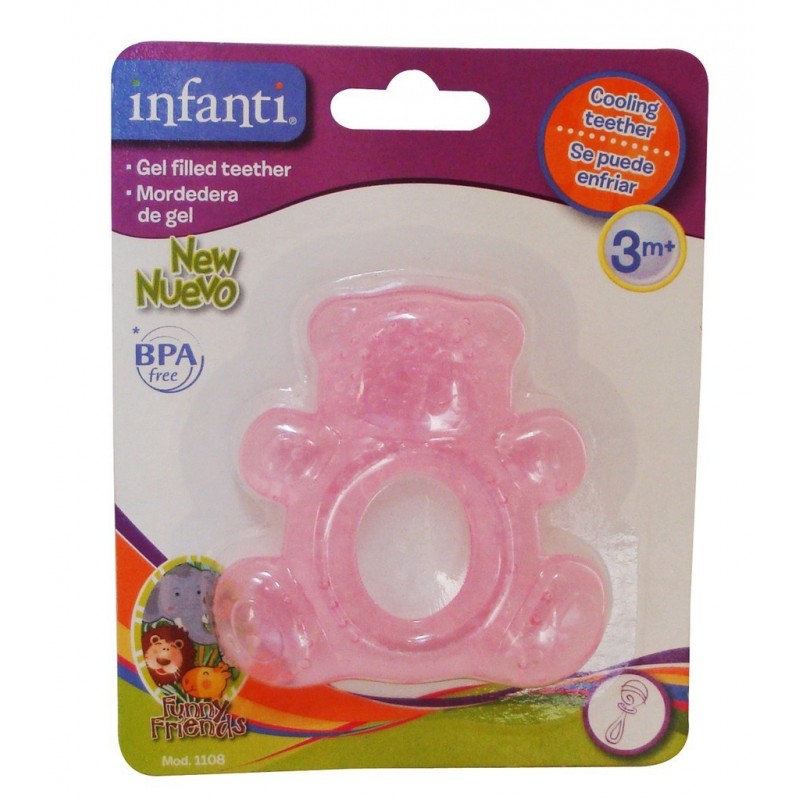 infanti®
· Gel filled teether
· Mordedera
de gel
Cooling
teether
Se puede
enfriar
3m+
New
Nuevo
*
BPA
free
Funny
Friends
Mod. 1108